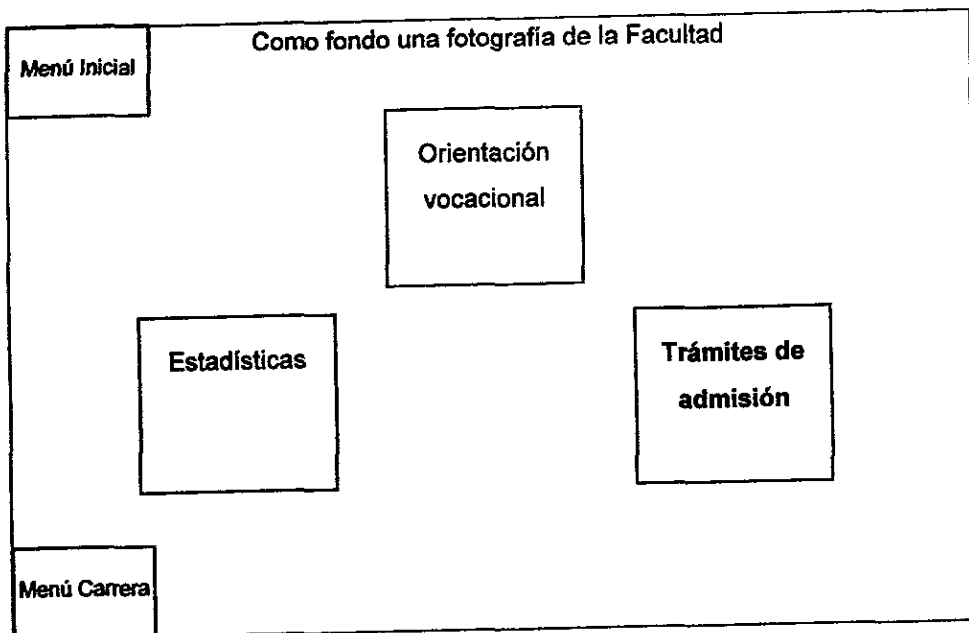 Como fondo una fotografía de la Facultad
Menú Inicial
Orientación
vocacional
Estadísticas
Trámites de
admisión
Menú Carrera